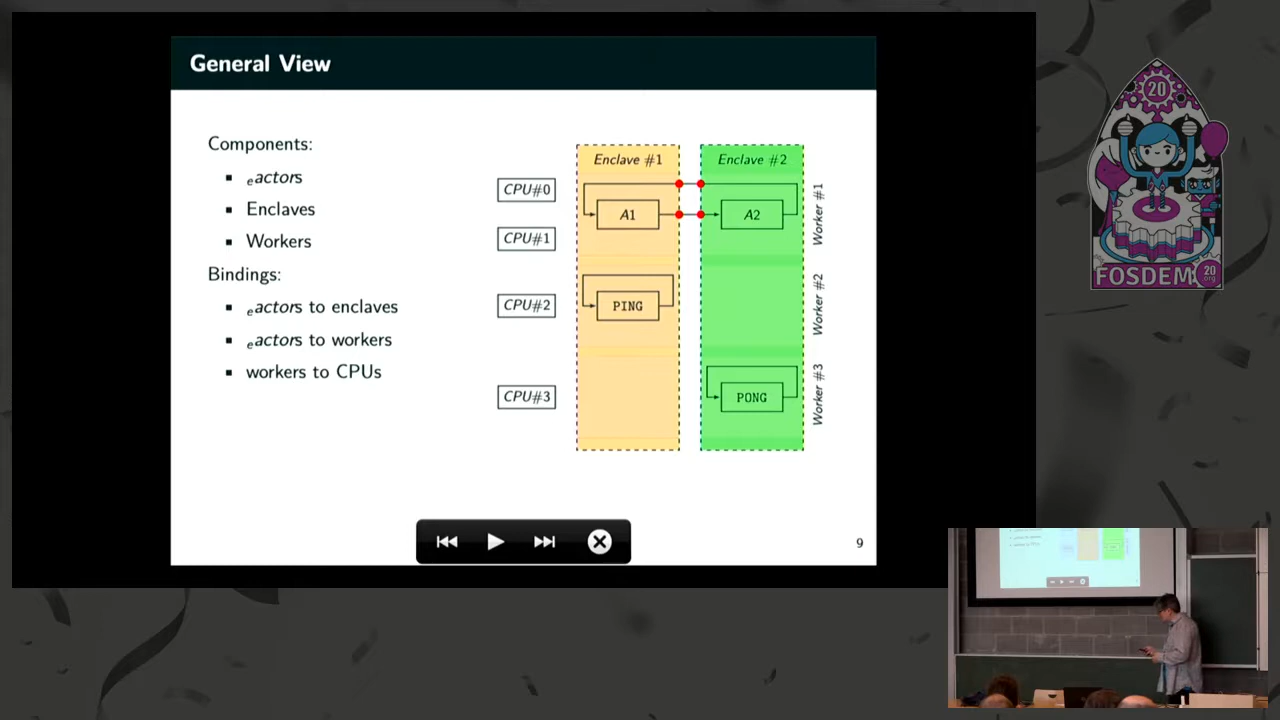 General View
Components:
▪ eactors
▪ Enclaves
▪ Workers
Bindings:
▪ eactors to enclaves
▪ eactors to workers
▪ workers to CPUs
CPU#0
CPU#1
CPU#2
CPU#3
Enclave #1
Enclave #2
A1
A2
PING
PONG
Worker #1
Worker #2
Worker #3
9
20
FOSDEM
20
.org